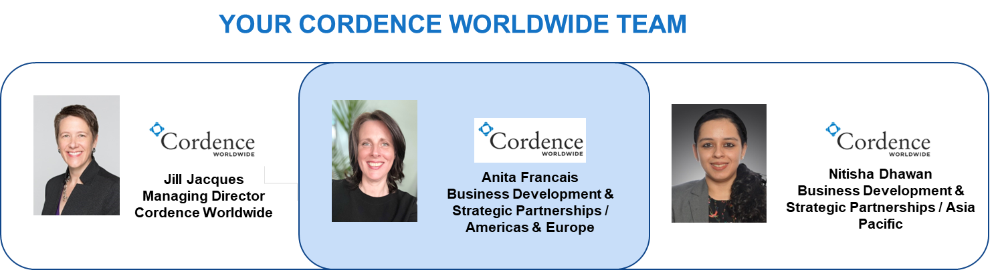 YOUR CORDENCE WORLDWIDE TEAM
Cordence
WORLDWIDE
Jill Jacques
Managing Director
Cordence Worldwide
Cordence
WORLDWIDE
Anita Francais
Business Development &
Strategic Partnerships /
Americas & Europe
Cordence
WORLDWIDE
Nitisha Dhawan
Business Development &
Strategic Partnerships / Asia
Pacific